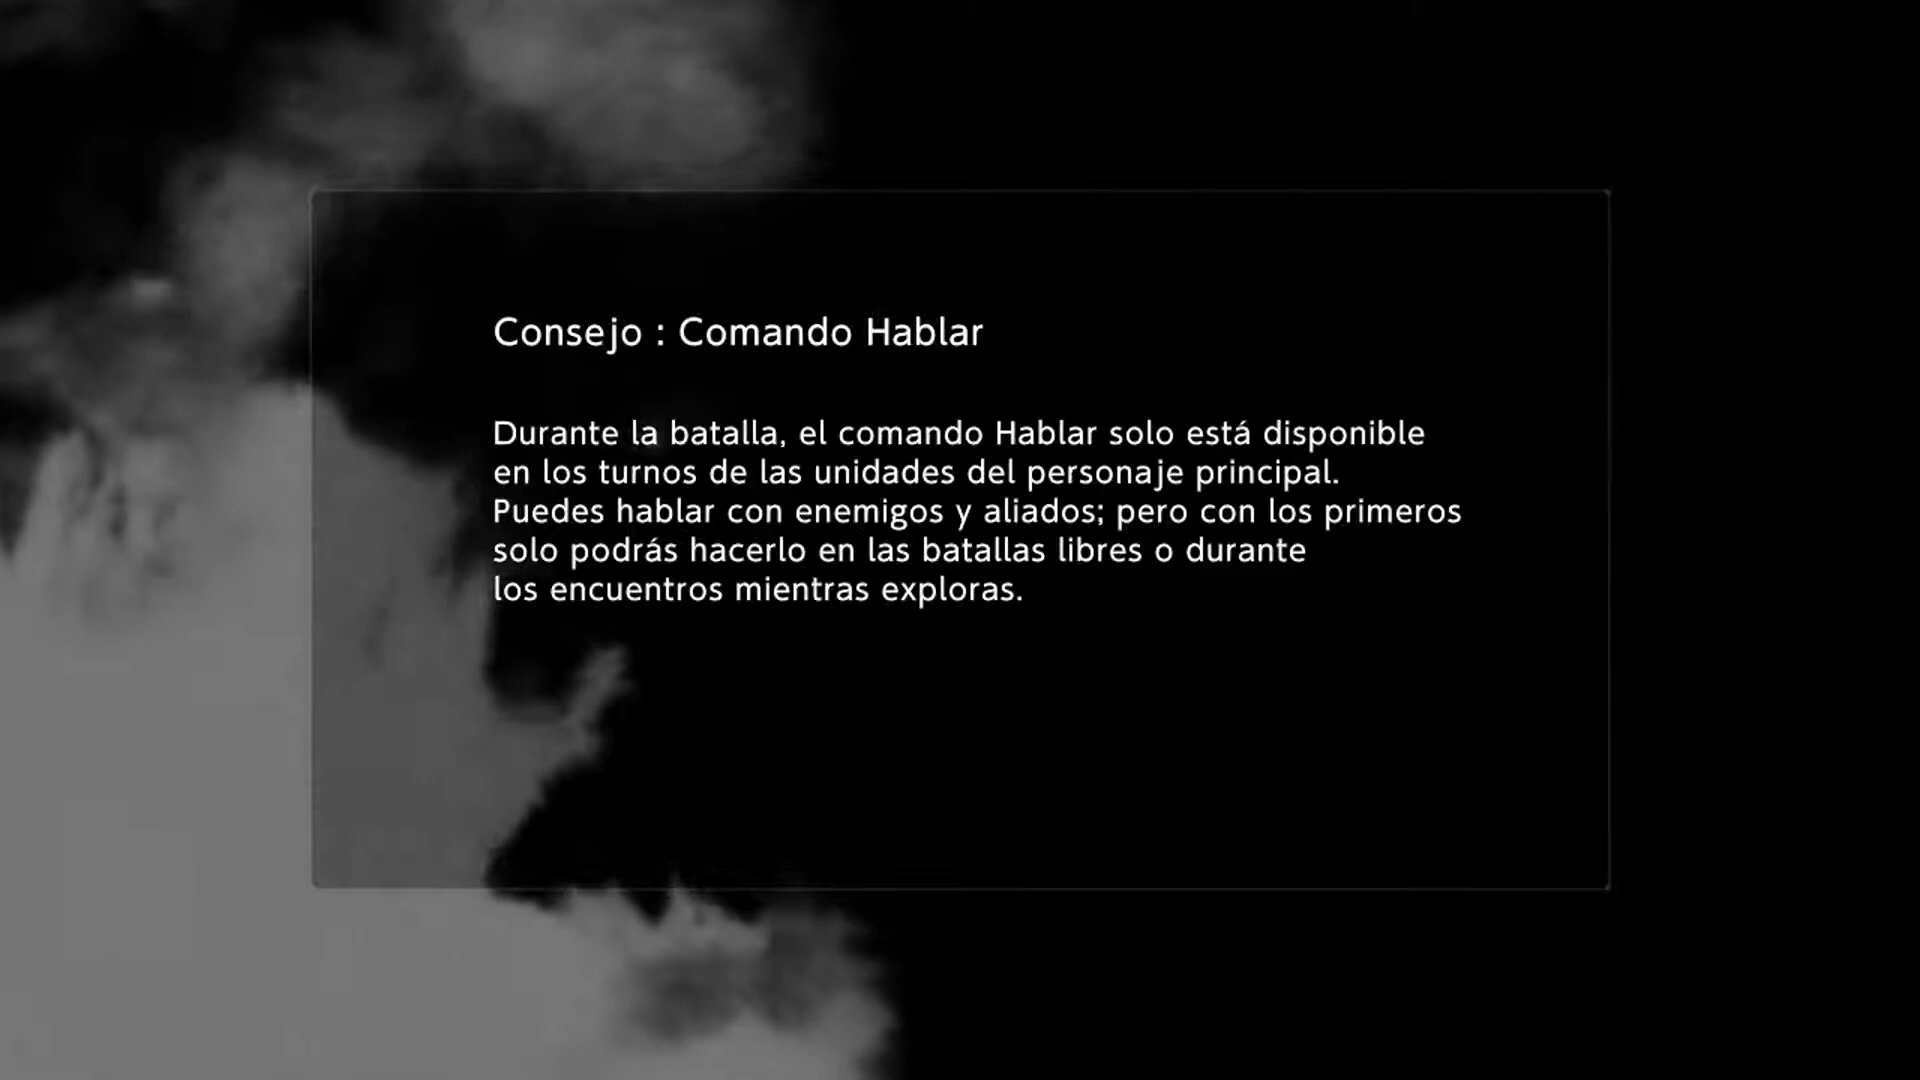 Consejo : Comando Hablar
Durante la batalla, el comando Hablar solo está disponible
en los turnos de las unidades del personaje principal.
Puedes hablar con enemigos y aliados; pero con los primeros
solo podrás hacerlo en las batallas libres o durante
los encuentros mientras exploras.